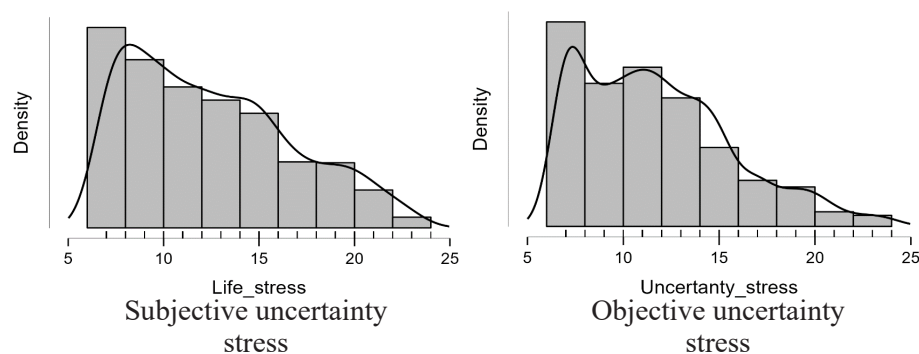 Density
5 10 15 20 25
Life_stress
Subjective uncertainty
stress
Density
5 10 15 20 25
Uncertanty_stress
Objective uncertainty
stress